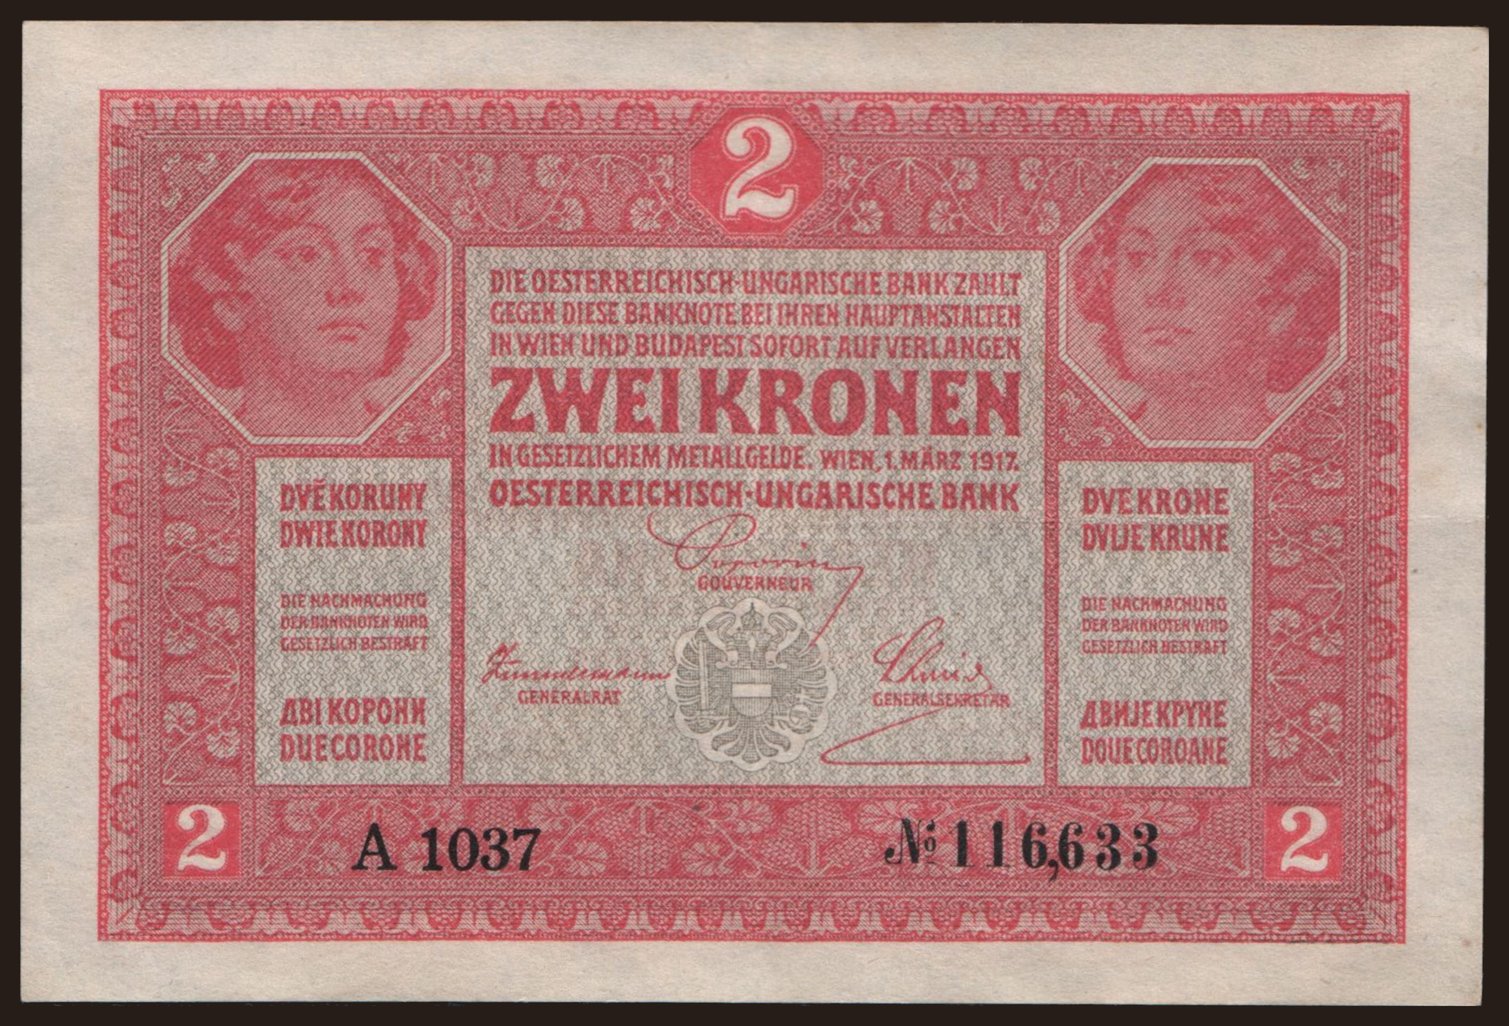 2
DIE OESTERREICHISCH-UNGARISCHE BANK ZAHLT
GEGEN DIESE BANKNOTE BEI IHREN HAUPTANSTALTEN
IN WIEN UND BUDAPEST SOFORT AUF VERLANGEN
ZWEI KRONEN
IN GESETZLICHEM METALLGELDE. WIEN, 1. MÄRZ 1917.
OESTERREICHISCH-UNGARISCHE BANK
Popovics
GOUVERNEUR
GENERALRAT
Schmid
GENERALSEKRETÄR
DVĚ KORUNY
DWIE KORONY
DIE NACHMACHUNG
DER BANKNOTEN WIRD
GESETZLICH BESTRAFT
ДВІ КОРОНИ
DUE CORONE
DVE KRONE
DVIJE KRUNE
DIE NACHMACHUNG
DER BANKNOTEN WIRD
GESETZLICH BESTRAFT
ДВИЈЕ КРУНЕ
DOUE COROANE
2
A 1037
№ 116,633
2